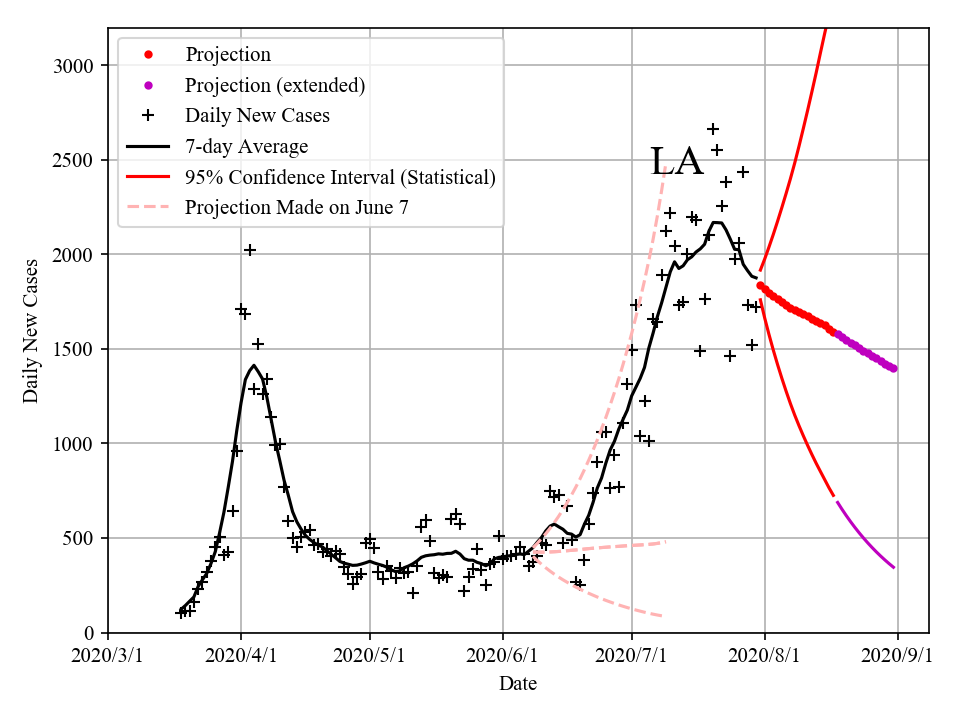 3000
2500
2000
1500
1000
500
0
Daily New Cases
Projection
Projection (extended)
Daily New Cases
7-day Average
95% Confidence Interval (Statistical)
Projection Made on June 7
LA
2020/3/1 2020/4/1 2020/5/1 2020/6/1 2020/7/1 2020/8/1 2020/9/1
Date